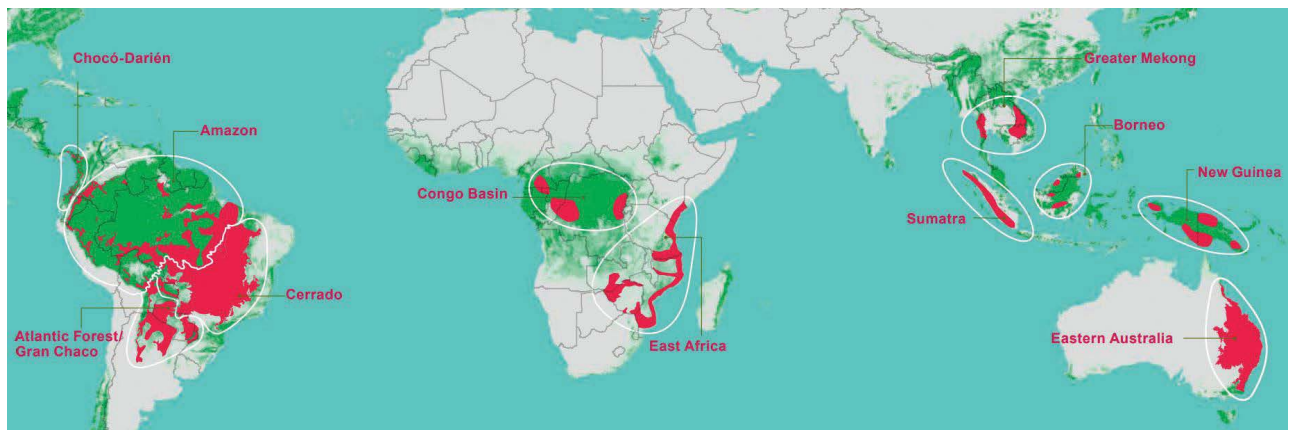 Chocó-Darién
Amazon
Cerrado
Atlantic Forest/
Gran Chaco
Congo Basin
East Africa
Greater Mekong
Borneo
New Guinea
Sumatra
Eastern Australia